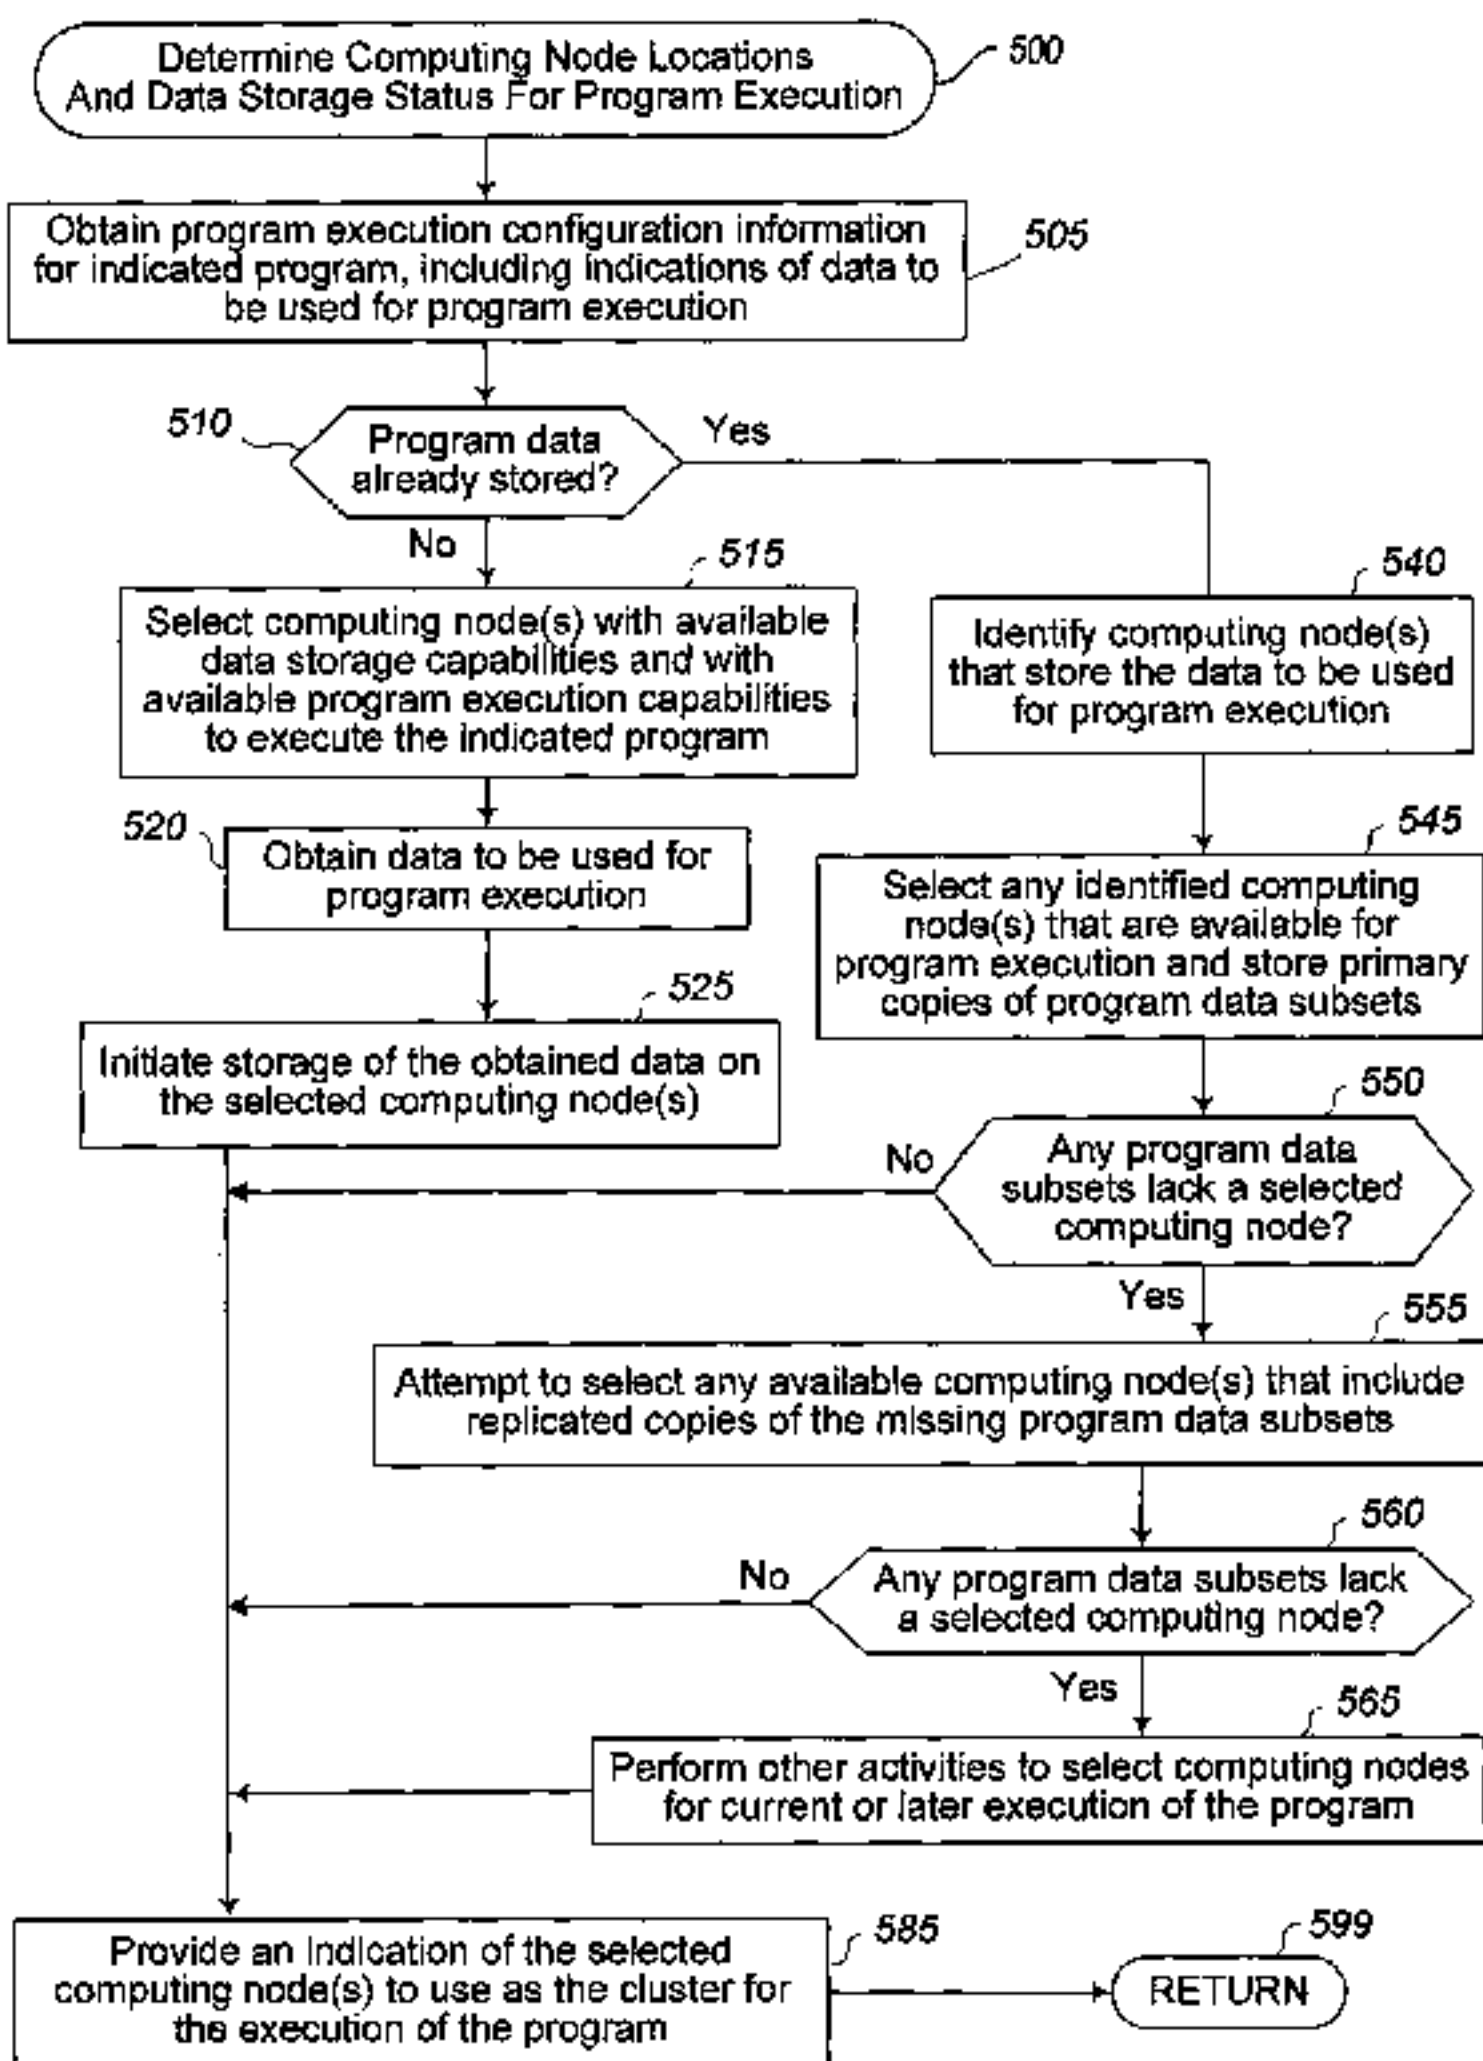 Determine Computing Node Locations
And Data Storage Status For Program Execution
500
Obtain program execution configuration information
for indicated program, including indications of data to
be used for program execution
505
510
Program data
already stored?
Yes
No
515
Select computing node(s) with available
data storage capabilities and with
available program execution capabilities
to execute the indicated program
540
Identify computing node(s)
that store the data to be used
for program execution
520
Obtain data to be used for
program execution
545
Select any identified computing
node(s) that are available for
program execution and store primary
copies of program data subsets
525
Initiate storage of the obtained data on
the selected computing node(s)
550
Any program data
subsets lack a selected
computing node?
No
Yes
555
Attempt to select any available computing node(s) that include
replicated copies of the missing program data subsets
560
Any program data subsets lack
a selected computing node?
No
Yes
565
Perform other activities to select computing nodes
for current or later execution of the program
585
Provide an indication of the selected
computing node(s) to use as the cluster for
the execution of the program
599
RETURN